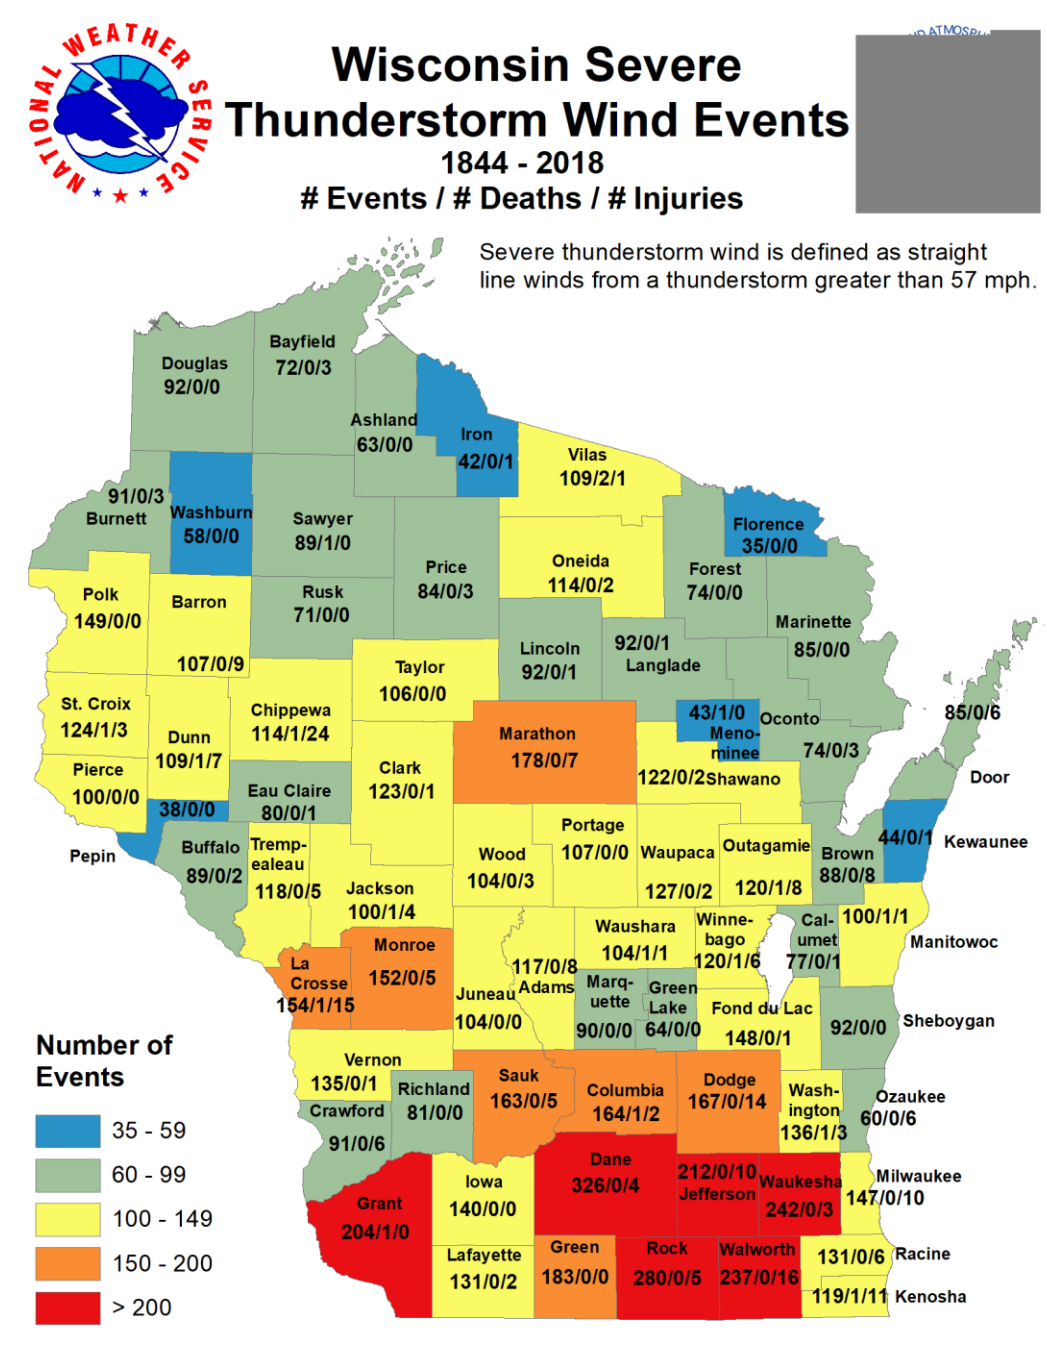 NATIONAL WEATHER SERVICE
Wisconsin Severe
Thunderstorm Wind Events
1844 - 2018
# Events / # Deaths / # Injuries
Severe thunderstorm wind is defined as straight
line winds from a thunderstorm greater than 57 mph.
Bayfield
72/0/3
Douglas
92/0/0
Ashland
63/0/0
Iron
42/0/1
Vilas
109/2/1
91/0/3
Burnett
Washburn
58/0/0
Sawyer
89/1/0
Florence
35/0/0
Price
84/0/3
Oneida
114/0/2
Forest
74/0/0
Polk
149/0/0
Barron
107/0/9
Rusk
71/0/0
Marinette
85/0/0
Lincoln
92/0/1
92/0/1
Langlade
Taylor
106/0/0
St. Croix
124/1/3
Chippewa
114/1/24
43/1/0
Meno-
minee
Oconto
74/0/3
85/0/6
Door
Dunn
109/1/7
Marathon
178/0/7
Pierce
100/0/0
Clark
123/0/1
122/0/2
Shawano
Eau Claire
80/0/1
38/0/0
Pepin
Buffalo
89/0/2
Tremp-
ealeau
118/0/5
Wood
104/0/3
Portage
107/0/0
Waupaca
127/0/2
Outagamie
120/1/8
Brown
88/0/8
44/0/1
Kewaunee
Jackson
100/1/4
100/1/1
Manitowoc
Monroe
152/0/5
La
Crosse
154/1/15
Juneau
104/0/0
117/0/8
Adams
Waushara
104/1/1
Winne-
bago
120/1/6
Cal-
umet
77/0/1
Marq-
uette
90/0/0
Green
Lake
64/0/0
Fond du Lac
148/0/1
92/0/0
Sheboygan
Vernon
135/0/1
Crawford
91/0/6
Richland
81/0/0
Sauk
163/0/5
Columbia
164/1/2
Dodge
167/0/14
Wash-
ington
136/1/3
Ozaukee
60/0/6
Grant
204/1/0
Iowa
140/0/0
Dane
326/0/4
212/0/10
Jefferson
Waukesha
242/0/3
Milwaukee
147/0/10
Lafayette
131/0/2
Green
183/0/0
Rock
280/0/5
Walworth
237/0/16
131/0/6
Racine
119/1/11
Kenosha
Number of
Events
35 - 59
60 - 99
100 - 149
150 - 200
> 200